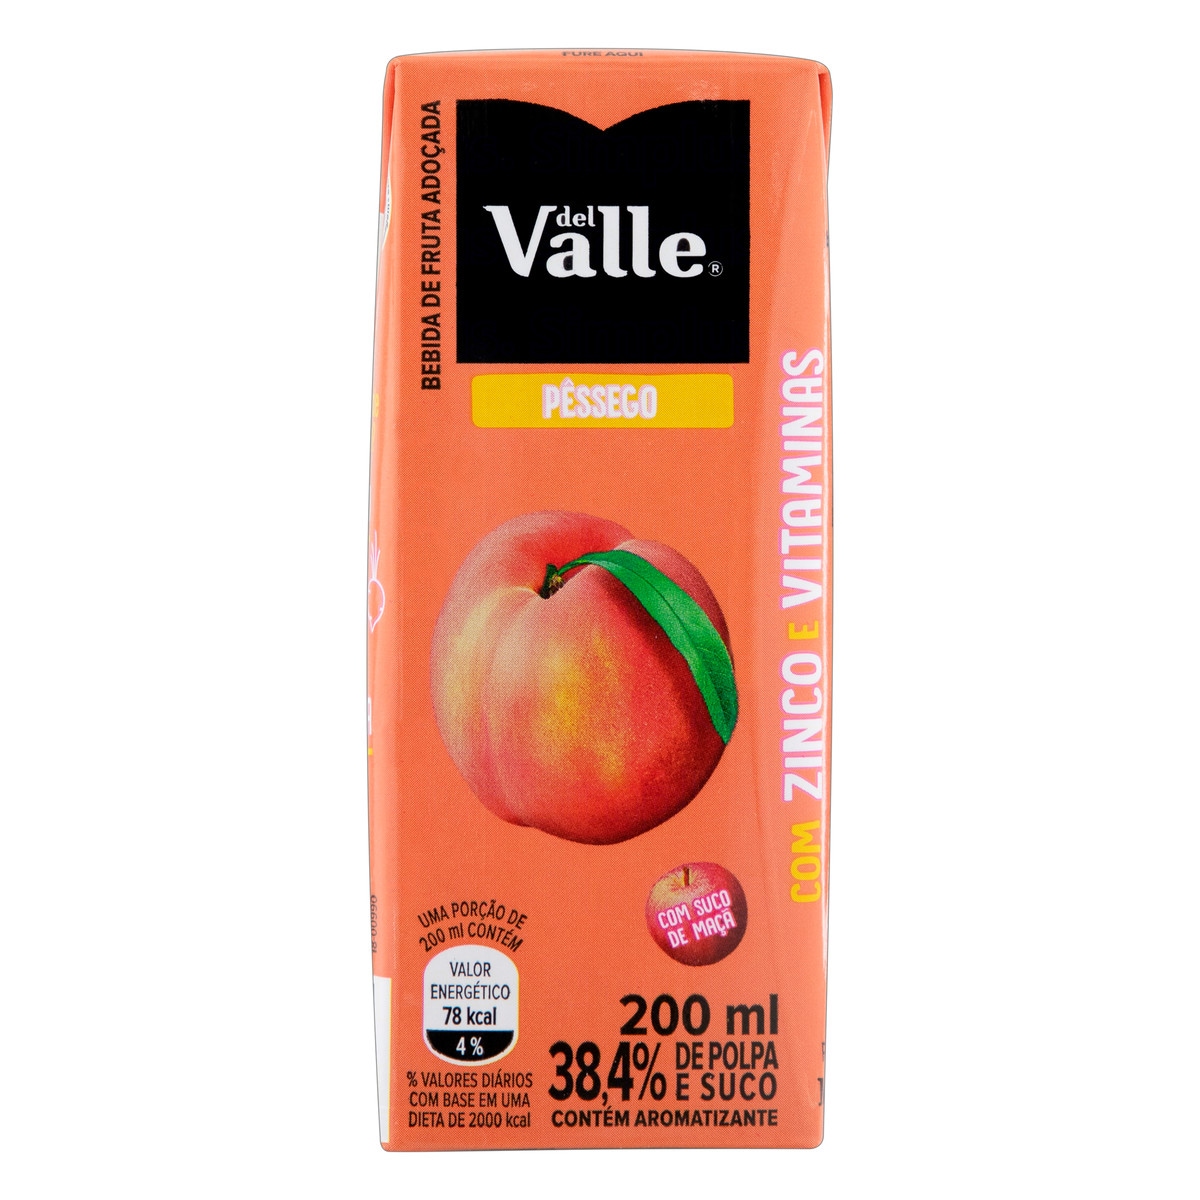 FURE AQUI
BEBIDA DE FRUTA ADOÇADA
del
Valle®
PÊSSEGO
COM ZINCO E VITAMINAS
COM SUCO
DE MAÇÃ
UMA PORÇÃO DE
200 ml CONTÉM
VALOR
ENERGÉTICO
78 kcal
4%
% VALORES DIÁRIOS
COM BASE EM UMA
DIETA DE 2000 kcal
200 ml
38,4% DE POLPA
E SUCO
CONTÉM AROMATIZANTE